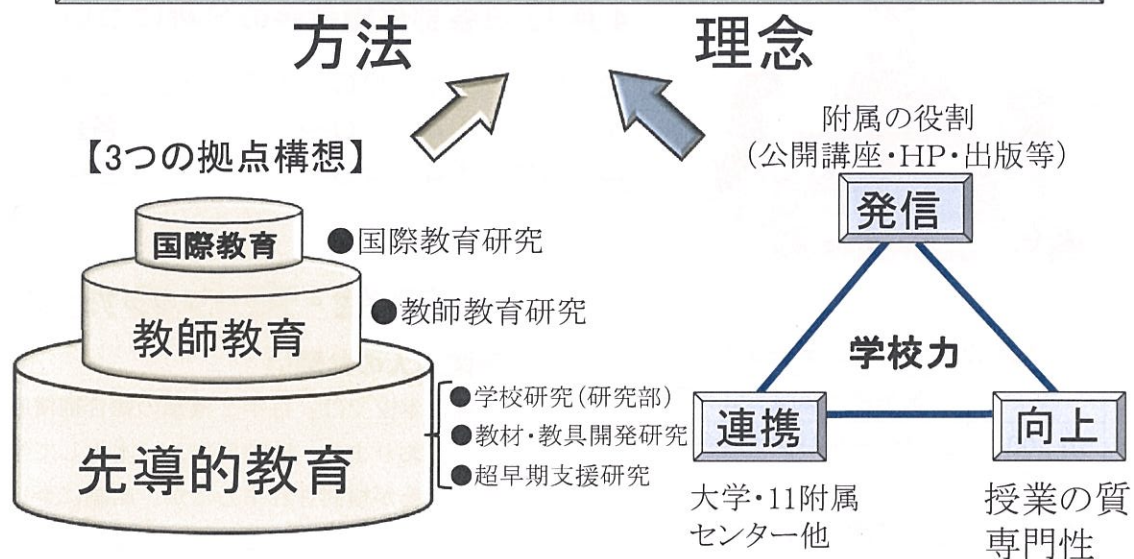 方法
理念
【3つの拠点構想】
国際教育
●国際教育研究
教師教育
●教師教育研究
先導的教育
●学校研究(研究部)
●教材・教具開発研究
●超早期支援研究
附属の役割
(公開講座・HP・出版等)
発信
学校力
連携
向上
大学・11附属
センター他
授業の質
専門性